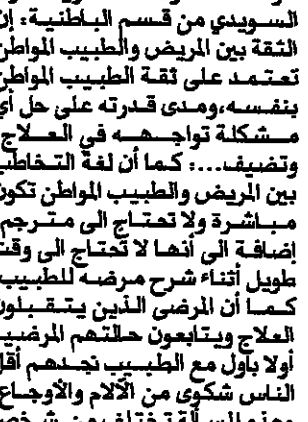 السويدي من قسم الباطنية: إن
الثقة بين المريض والطبيب المواطن
تعتمد على ثقة الطبيب المواطن
بنفسه،ومدى قدرته على حل أي
مشكلة تواجهه في العلاج
وتضيف...: كما أن لغة التخاطب
بين المريض والطبيب المواطن تكون
مباشرة ولا تحتاج الى مترجم
إضافة الى أنها لا تحتاج الى وقت
طويل أثناء شرح مرضه للطبيب
كما أن المرضى الذين يتقبلون
العلاج ويتابعون حالتهم المرضية
أولا بأول مع الطبيب نجدهم أقل
الناس شكوى من الآلام والأوجاع